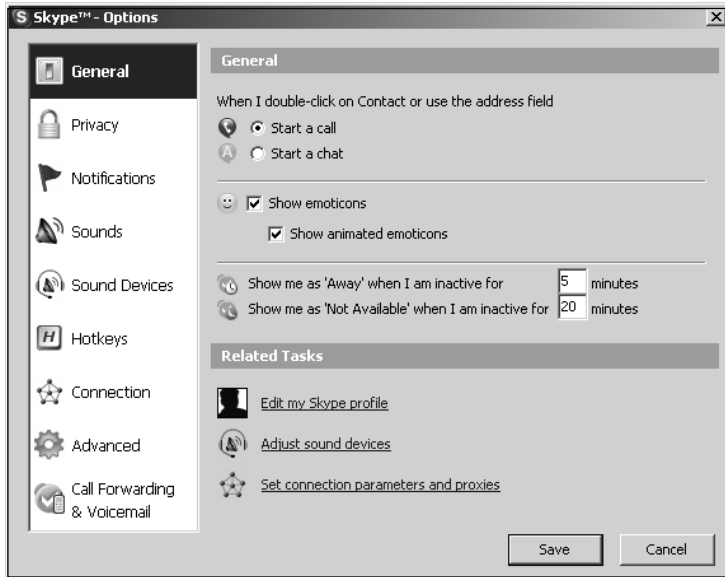 S Skype™ - Options
General
Privacy
Notifications
Sounds
Sound Devices
H Hotkeys
Connection
Advanced
Call Forwarding
& Voicemail
General
When I double-click on Contact or use the address field
Start a call
A Start a chat
Show emoticons
Show animated emoticons
Show me as 'Away' when I am inactive for 5 minutes
Show me as 'Not Available' when I am inactive for 20 minutes
Related Tasks
Edit my Skype profile
Adjust sound devices
Set connection parameters and proxies
Save Cancel